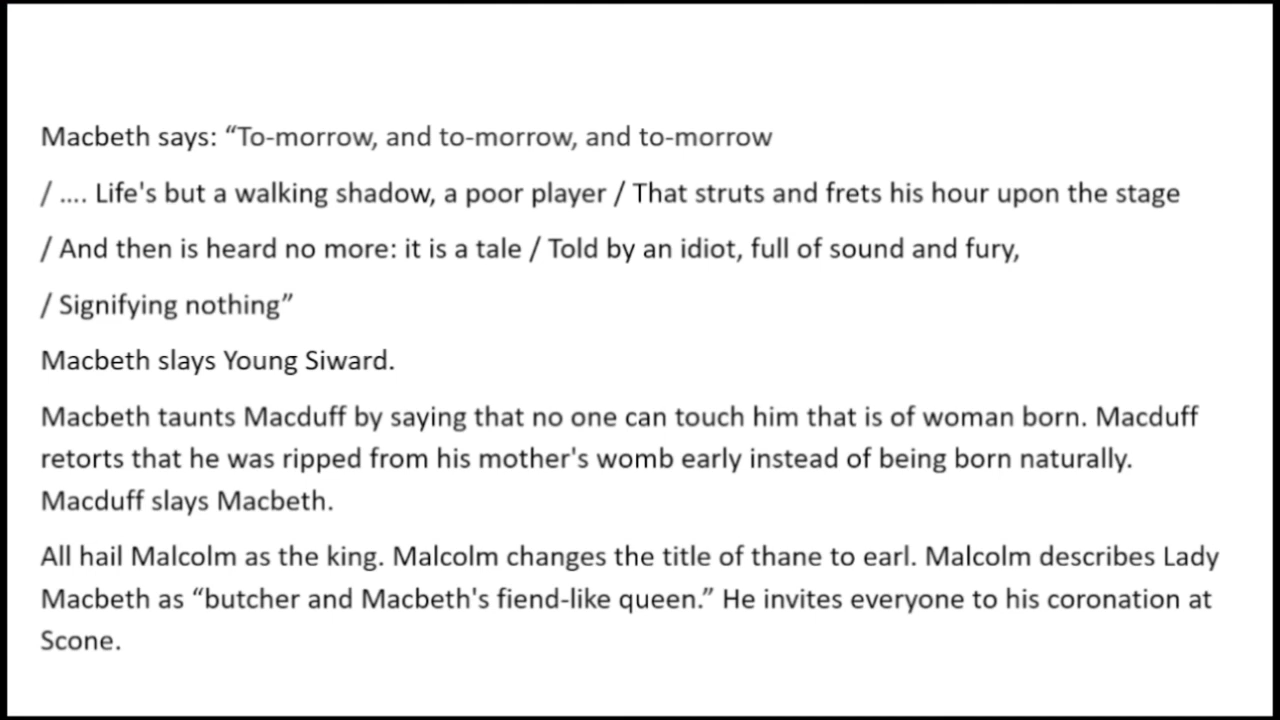 Macbeth says: “To-morrow, and to-morrow, and to-morrow
/ .... Life's but a walking shadow, a poor player / That struts and frets his hour upon the stage
/ And then is heard no more: it is a tale / Told by an idiot, full of sound and fury,
/ Signifying nothing”
Macbeth slays Young Siward.
Macbeth taunts Macduff by saying that no one can touch him that is of woman born. Macduff
retorts that he was ripped from his mother's womb early instead of being born naturally.
Macduff slays Macbeth.
All hail Malcolm as the king. Malcolm changes the title of thane to earl. Malcolm describes Lady
Macbeth as “butcher and Macbeth's fiend-like queen.” He invites everyone to his coronation at
Scone.